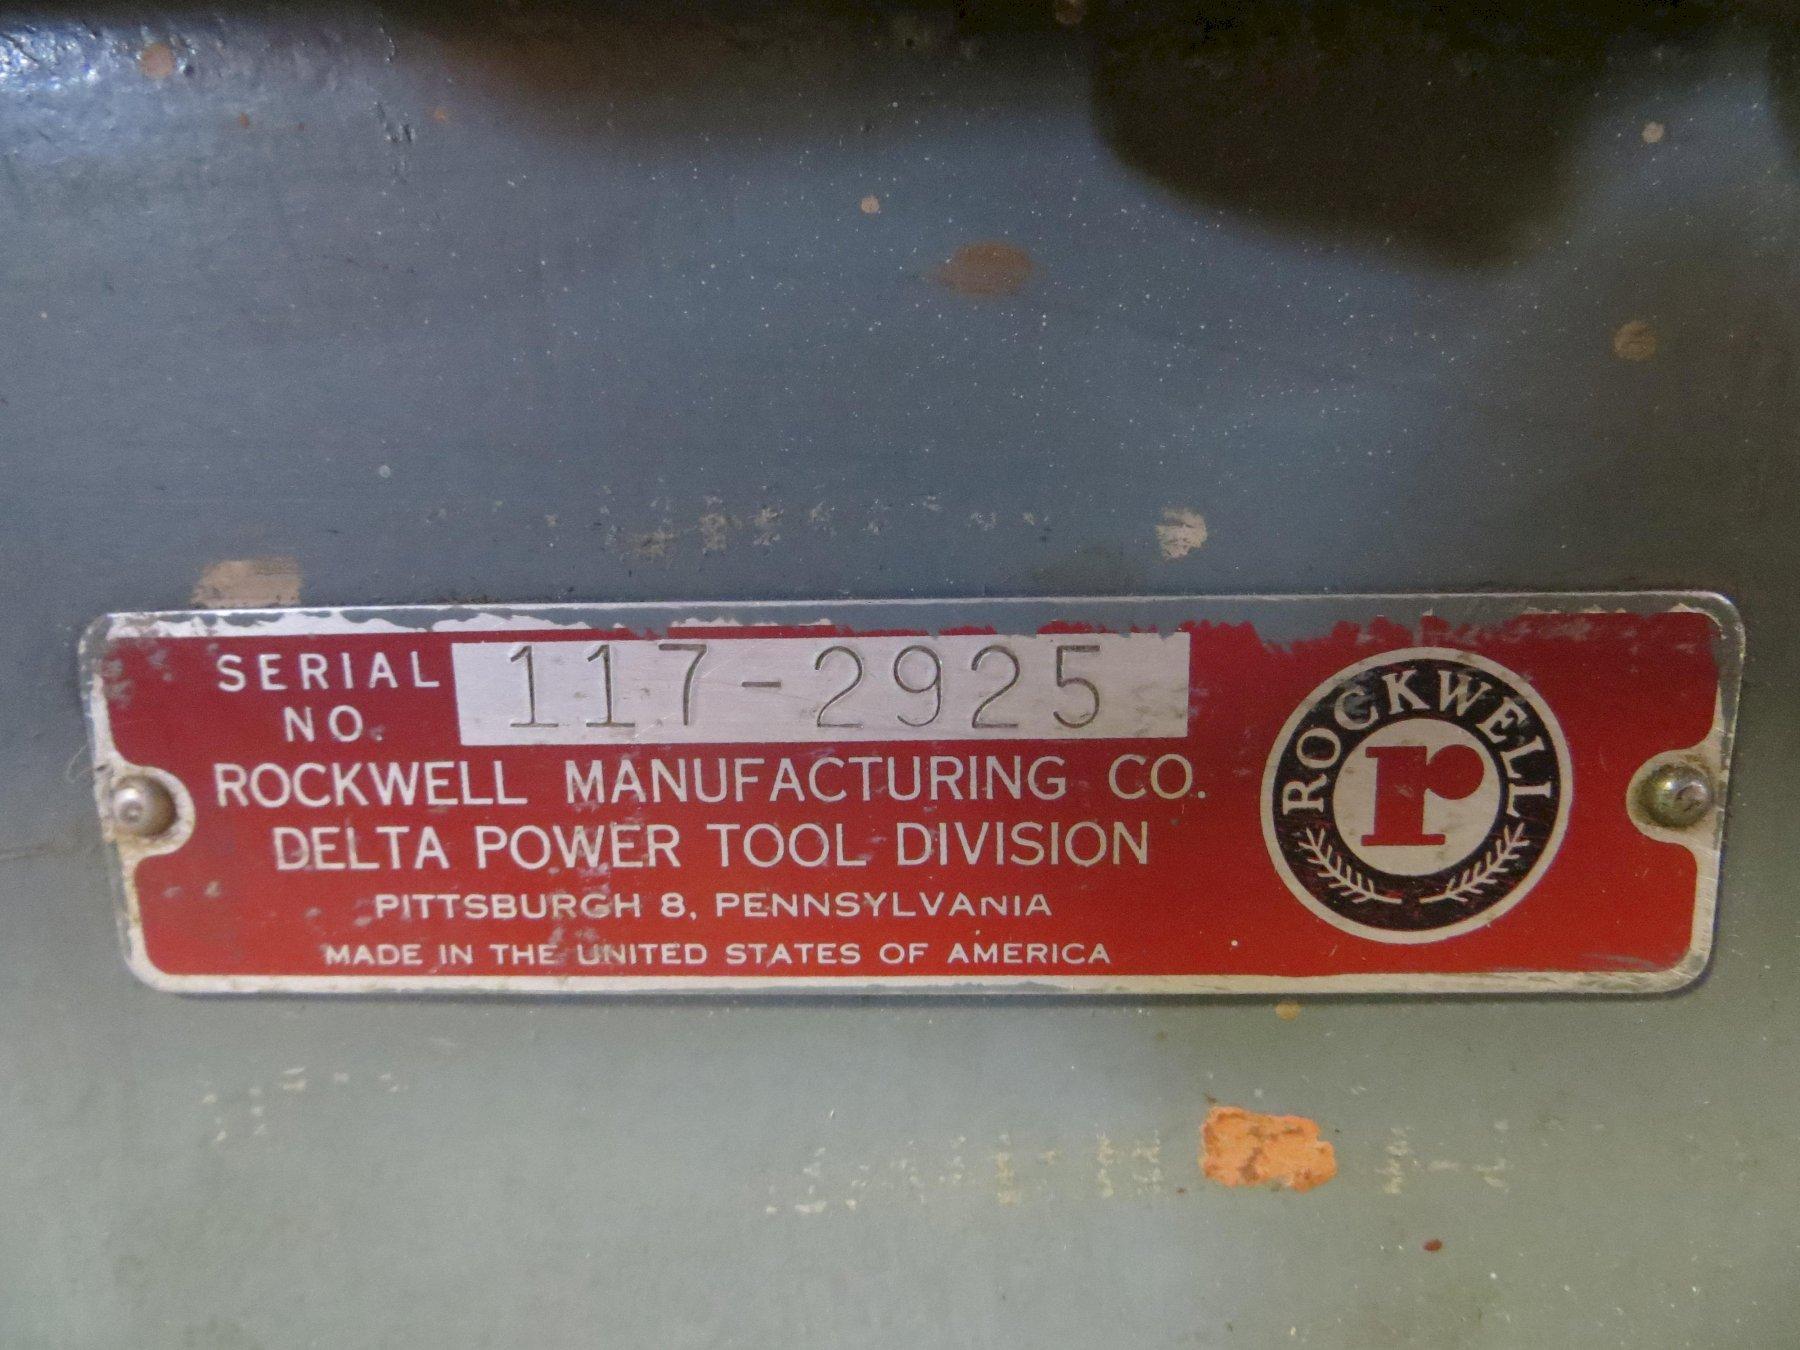 SERIAL NO. 117-2925
ROCKWELL MANUFACTURING CO.
DELTA POWER TOOL DIVISION
PITTSBURGH 8, PENNSYLVANIA
MADE IN THE UNITED STATES OF AMERICA
ROCKWELL
r